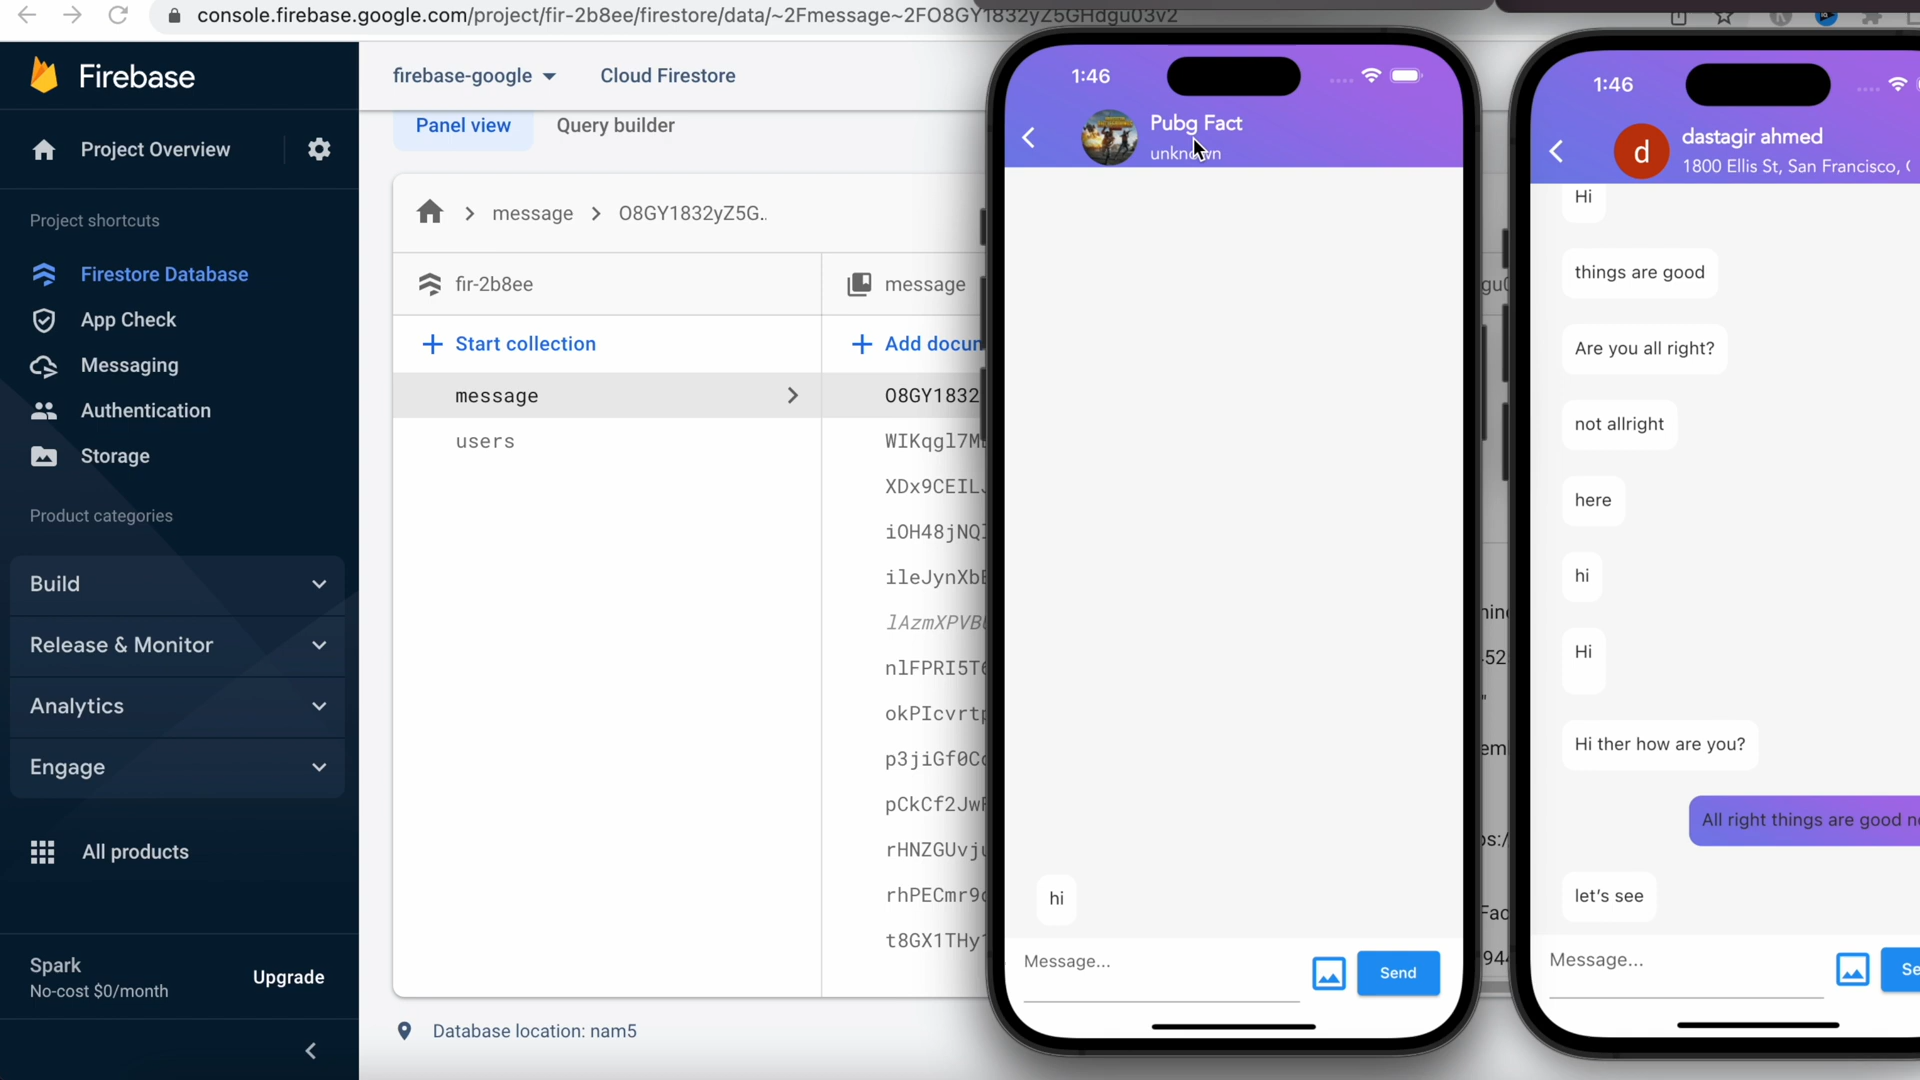 console.firebase.google.com/project/fir-2b8ee/firestore/data/~2Fmessage~2FO8GY1832yZ5GHdgu03v2
Firebase
Project Overview
Project shortcuts
Firestore Database
App Check
Messaging
Authentication
Storage
Product categories
Build
Release & Monitor
Analytics
Engage
All products
Spark
No-cost $0/month
Upgrade
firebase-google
Cloud Firestore
Panel view
Query builder
message
O8GY1832yZ5G..
fir-2b8ee
message
Start collection
Add docum
message
O8GY1832
users
WIKqgl7M
XDx9CEIL
iOH48jNQ
ileJynXb
lAzmXPVB
nlFPRI5T
okPIcvrt
p3jiGf0C
pCkCf2Jw
rHNZGUvj
rhPECmr9
t8GX1THy
Database location: nam5
1:46
Pubg Fact
unknown
hi
Message...
Send
1:46
d
dastagir ahmed
1800 Ellis St, San Francisco,
Hi
things are good
Are you all right?
not allright
here
hi
Hi
Hi ther how are you?
All right things are good
let's see
Message...
Se